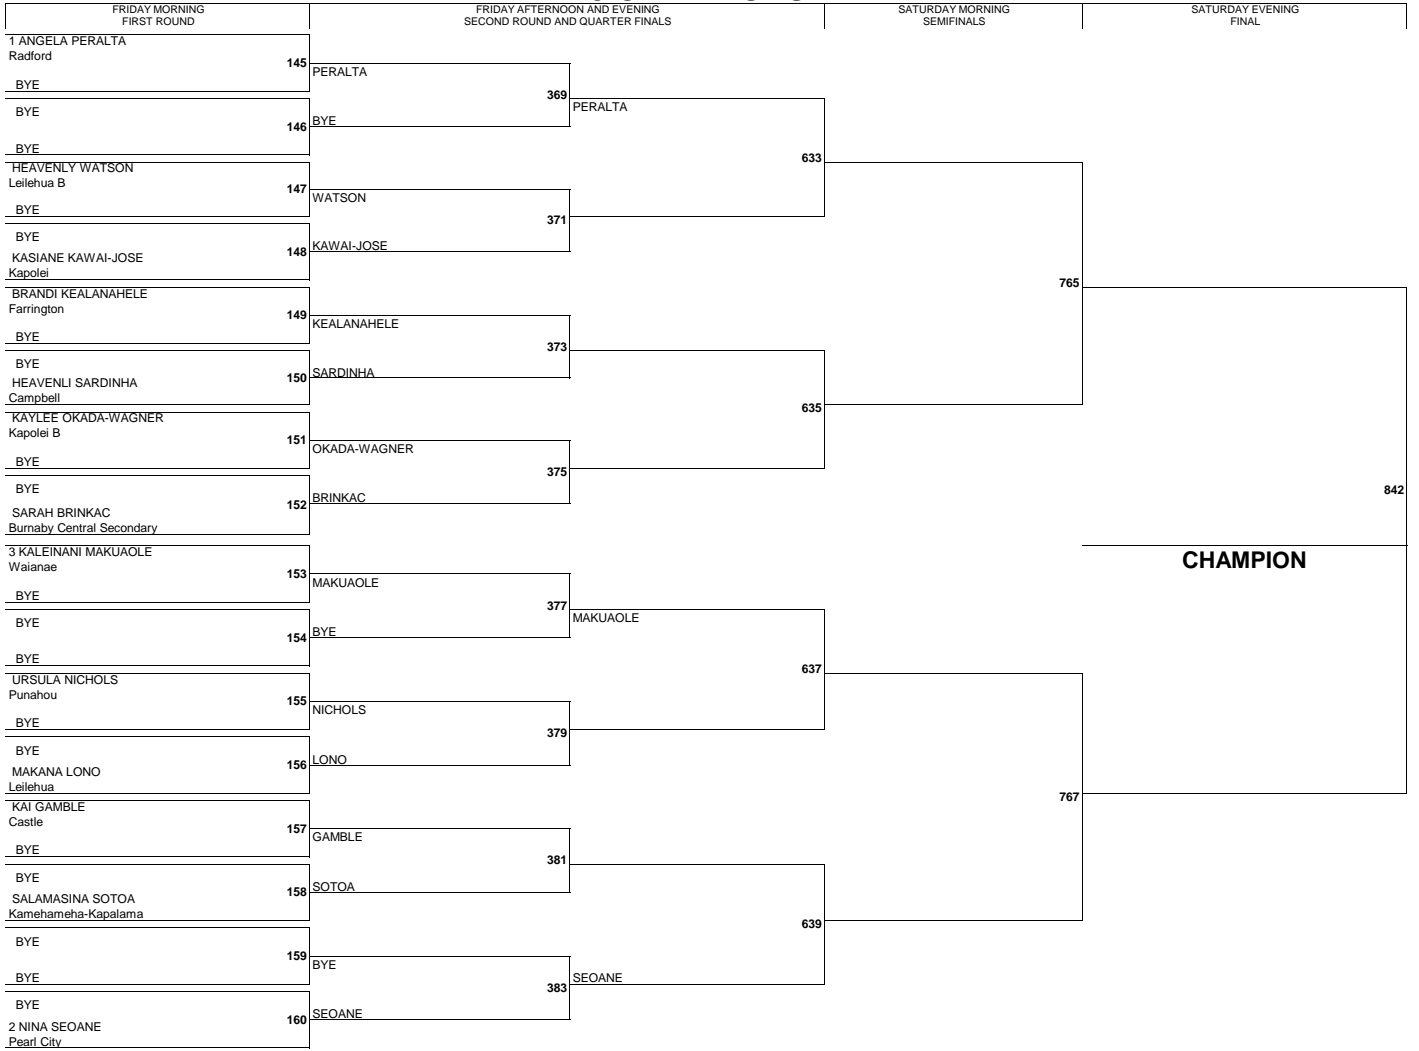 FRIDAY MORNING
FIRST ROUND
FRIDAY AFTERNOON AND EVENING
SECOND ROUND AND QUARTER FINALS
SATURDAY MORNING
SEMIFINALS
SATURDAY EVENING
FINAL
1 ANGELA PERALTA
Radford
145
BYE
PERALTA
369
PERALTA
BYE
146
BYE
BYE
633
HEAVENLY WATSON
Leilehua B
147
WATSON
BYE
371
BYE
148
KAWAI-JOSE
KASIANE KAWAI-JOSE
Kapolei
765
BRANDI KEALANAHELE
Farrington
149
KEALANAHELE
BYE
373
BYE
150
SARDINHA
HEAVENLI SARDINHA
Campbell
635
KAYLEE OKADA-WAGNER
Kapolei B
151
OKADA-WAGNER
BYE
375
BYE
152
BRINKAC
SARAH BRINKAC
Burnaby Central Secondary
842
CHAMPION
3 KALEINANI MAKUAOLE
Waianae
153
MAKUAOLE
BYE
377
MAKUAOLE
BYE
154
BYE
BYE
637
URSULA NICHOLS
Punahou
155
NICHOLS
BYE
379
BYE
156
LONO
MAKANA LONO
Leilehua
767
KAI GAMBLE
Castle
157
GAMBLE
BYE
381
BYE
158
SOTOA
SALAMASINA SOTOA
Kamehameha-Kapalama
639
BYE
159
BYE
BYE
383
SEOANE
BYE
160
SEOANE
2 NINA SEOANE
Pearl City